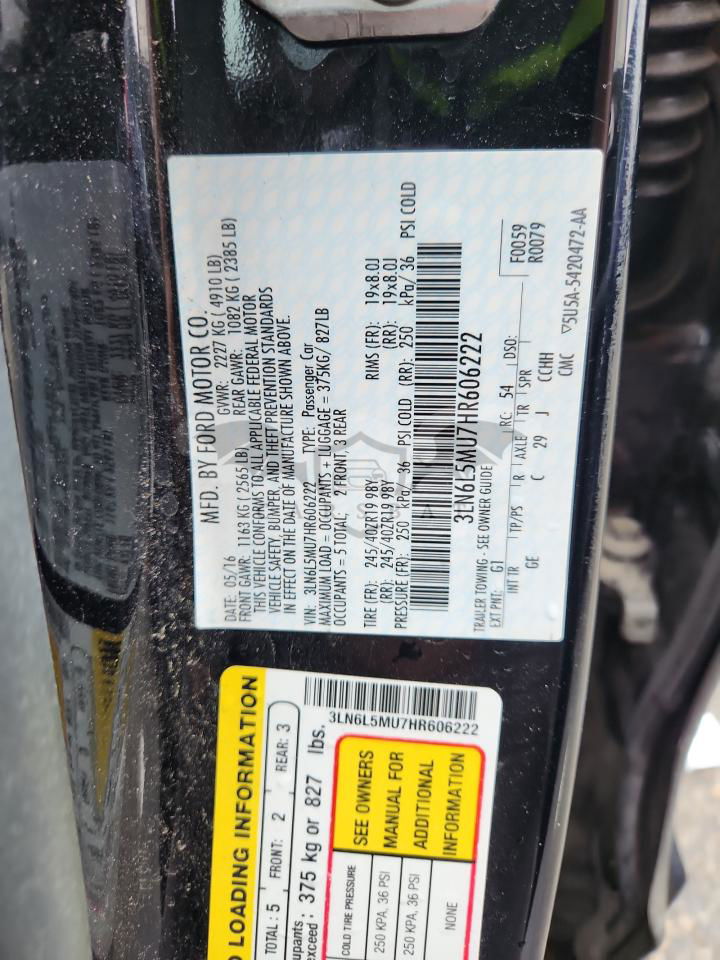 MFD. BY FORD MOTOR CO.
DATE: 05/16 GVWR: 2227 KG ( 4910 LB)
FRONT GAWR: 1163 KG ( 2565 LB) REAR GAWR: 1082 KG ( 2385 LB)
THIS VEHICLE CONFORMS TO ALL APPLICABLE FEDERAL MOTOR
VEHICLE SAFETY, BUMPER, AND THEFT PREVENTION STANDARDS
IN EFFECT ON THE DATE OF MANUFACTURE SHOWN ABOVE.
VIN: 3LN6L5MU7HR606222 TYPE: Passenger Car
MAXIMUM LOAD = OCCUPANTS + LUGGAGE = 375KG/ 827LB
OCCUPANTS = 5 TOTAL; 2 FRONT, 3 REAR
TIRE (FR): 245/40ZR19 98Y RIMS (FR): 19x8.0J
(RR): 245/40ZR19 98Y (RR): 19x8.0J
PRESSURE (FR): 250 kPa/ 36 PSI COLD (RR): 250 kPa/ 36 PSI COLD
3LN6L5MU7HR606222
TRAILER TOWING - SEE OWNER GUIDE
EXT PNT: G1 RC: 54 DSO: F0059
R0079
INT TR TP/PS R AXLE TR SPR
GE C 29 J CCHH
CMC ▽5U5A-5420472-AA
LOADING INFORMATION
TOTAL : 5 FRONT: 2 REAR: 3
375 kg or 827 lbs.
3LN6L5MU7HR606222
COLD TIRE PRESSURE
250 KPA, 36 PSI
250 KPA, 36 PSI
NONE
SEE OWNERS
MANUAL FOR
ADDITIONAL
INFORMATION